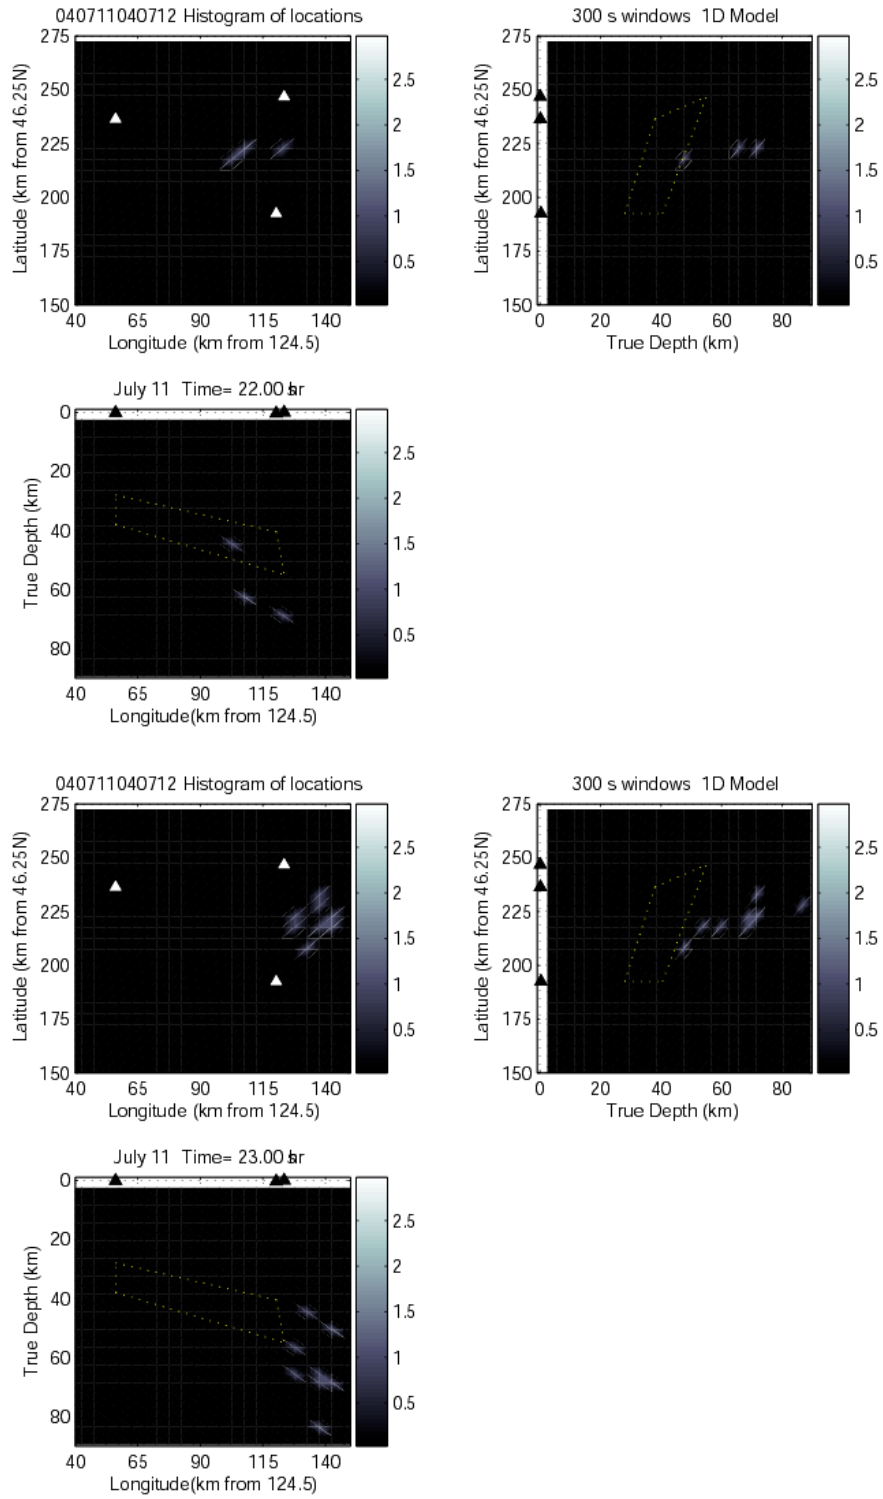 040711040712 Histogram of locations
300 s windows 1D Model
275
250
225
200
175
150
Latitude (km from 46.25N)
40 65 90 115 140
Longitude (km from 124.5)
2.5
2
1.5
1
0.5
275
250
225
200
175
150
Latitude (km from 46.25N)
0 20 40 60 80
True Depth (km)
2.5
2
1.5
1
0.5
July 11 Time= 22.00 hr
0
20
40
60
80
True Depth (km)
40 65 90 115 140
Longitude(km from 124.5)
2.5
2
1.5
1
0.5
040711040712 Histogram of locations
300 s windows 1D Model
275
250
225
200
175
150
Latitude (km from 46.25N)
40 65 90 115 140
Longitude (km from 124.5)
2.5
2
1.5
1
0.5
275
250
225
200
175
150
Latitude (km from 46.25N)
0 20 40 60 80
True Depth (km)
2.5
2
1.5
1
0.5
July 11 Time= 23.00 hr
0
20
40
60
80
True Depth (km)
40 65 90 115 140
Longitude(km from 124.5)
2.5
2
1.5
1
0.5